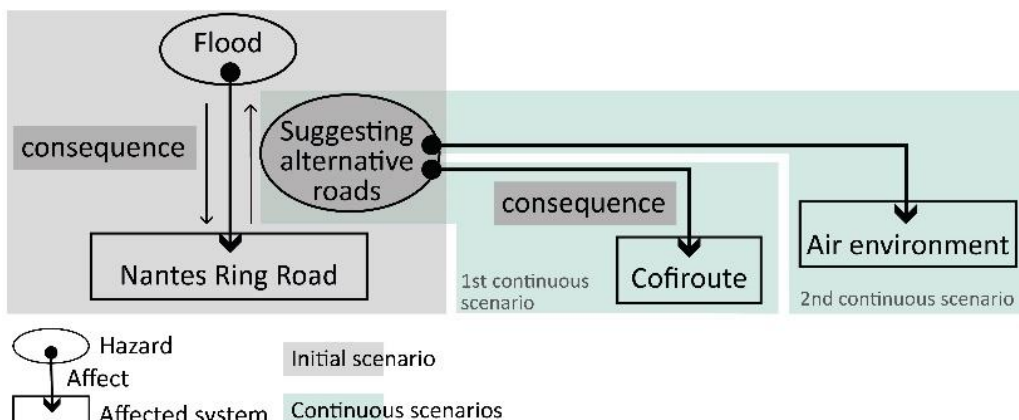 Flood
consequence
Suggesting
alternative
roads
consequence
Nantes Ring Road
1st continuous
scenario
Cofiroute
Air environment
2nd continuous scenario
Hazard
Affect
Affected system
Initial scenario
Continuous scenarios